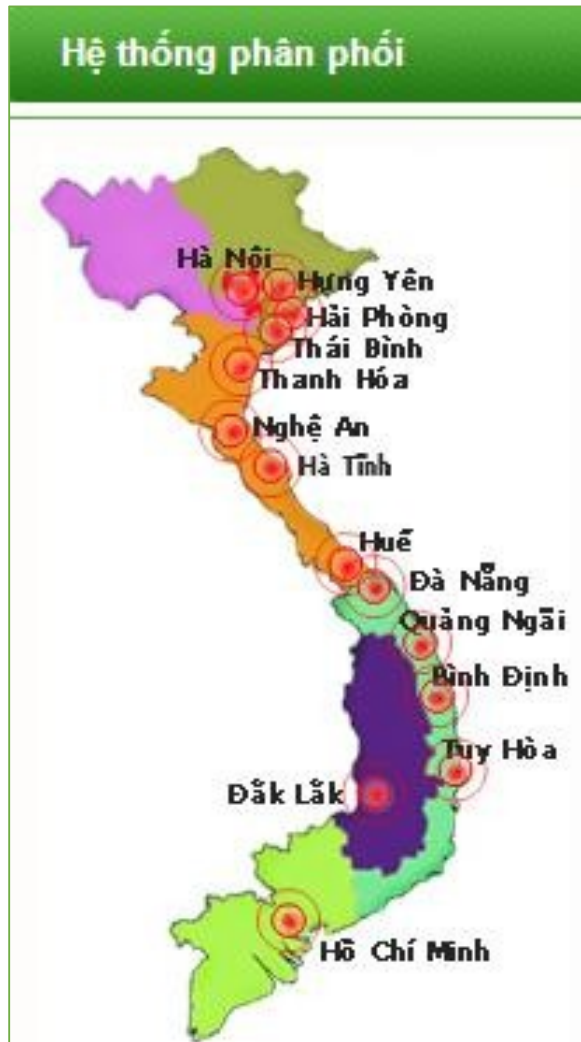 Hệ thống phân phối
Hà Nội
Hưng Yên
Hải Phòng
Thái Bình
Thanh Hóa
Nghệ An
Hà Tĩnh
Huế
Đà Nẵng
Quảng Ngãi
Bình Định
Tuy Hòa
Đắk Lắk
Hồ Chí Minh